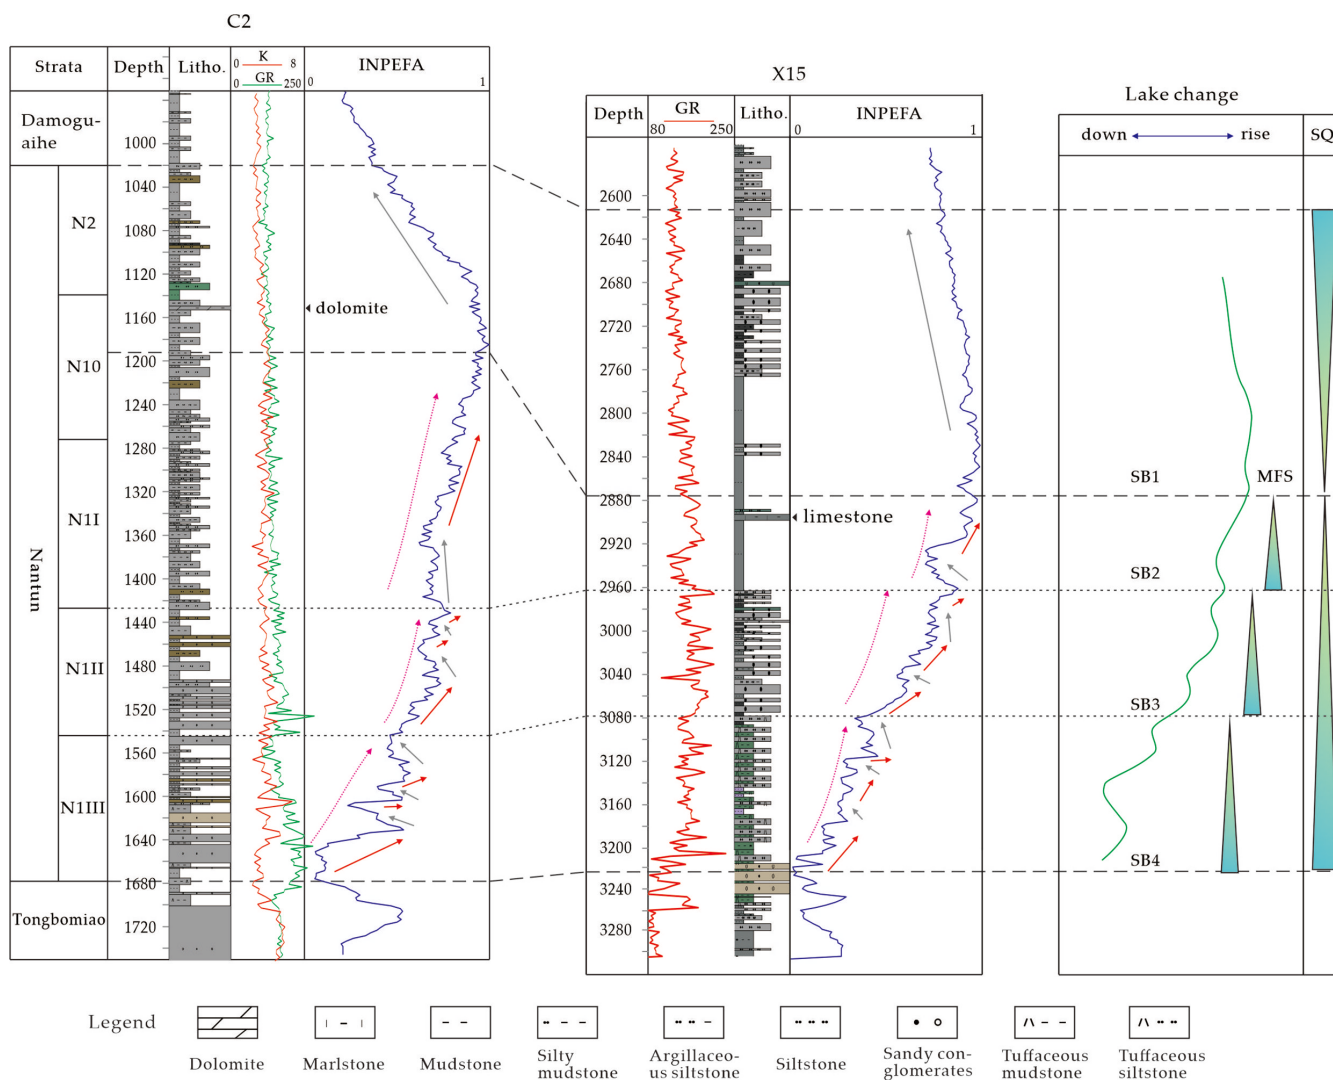 C2
Strata
Depth
Litho.
0 K 8
0 GR 250
INPEFA
0 1
Damogu-
aihe
N2
N10
N1I
N1II
N1III
Nantun
Tongbomiao
1000
1040
1080
1120
1160
1200
1240
1280
1320
1360
1400
1440
1480
1520
1560
1600
1640
1680
1720
dolomite
X15
Depth
GR
80 250
Litho.
INPEFA
0 1
2600
2640
2680
2720
2760
2800
2840
2880
2920
2960
3000
3040
3080
3120
3160
3200
3240
3280
limestone
Lake change
down rise
SQ
SB1
MFS
SB2
SB3
SB4
Legend
Dolomite
Marlstone
Mudstone
Silty
mudstone
Argillaceo-
us siltstone
Siltstone
Sandy con-
glomerates
Tuffaceous
mudstone
Tuffaceous
siltstone